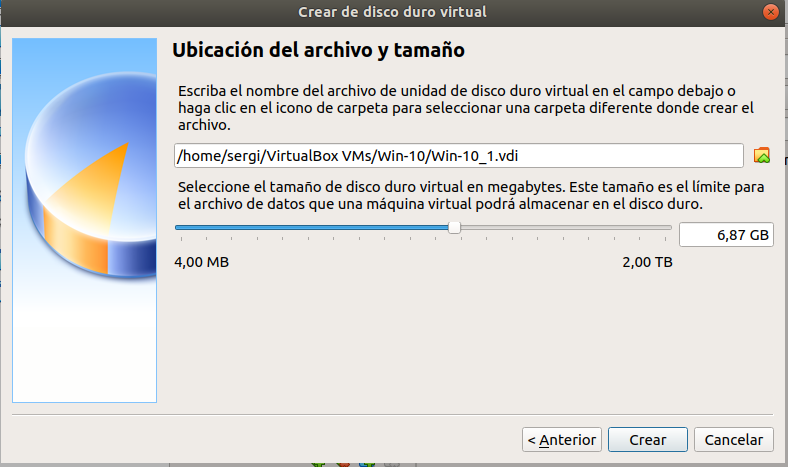 Crear de disco duro virtual
Ubicación del archivo y tamaño
Escriba el nombre del archivo de unidad de disco duro virtual en el campo debajo o
haga clic en el icono de carpeta para seleccionar una carpeta diferente donde crear el
archivo.
/home/sergi/VirtualBox VMs/Win-10/Win-10_1.vdi
Seleccione el tamaño de disco duro virtual en megabytes. Este tamaño es el límite para
el archivo de datos que una máquina virtual podrá almacenar en el disco duro.
6,87 GB
4,00 MB 2,00 TB
< Anterior Crear Cancelar